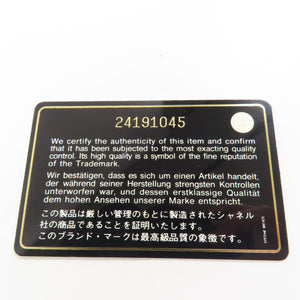 24191045
We certify the authenticity of this item and confirm
that it has been subjected to the most exacting quality
control. Its high quality is a symbol of the fine reputation
of the Trademark.
Wir bestätigen, dass es sich um einen Artikel handelt,
der während seiner Herstellung strengsten Kontrollen
unterworfen war, und dessen erstklassige Qualität
dem hohen Ansehen unserer Marke entspricht.
この製品は厳しい管理のもとに製造されたシャネル
社の商品であることを証明いたします。
このブランド・マークは最高級品質の象徴です。